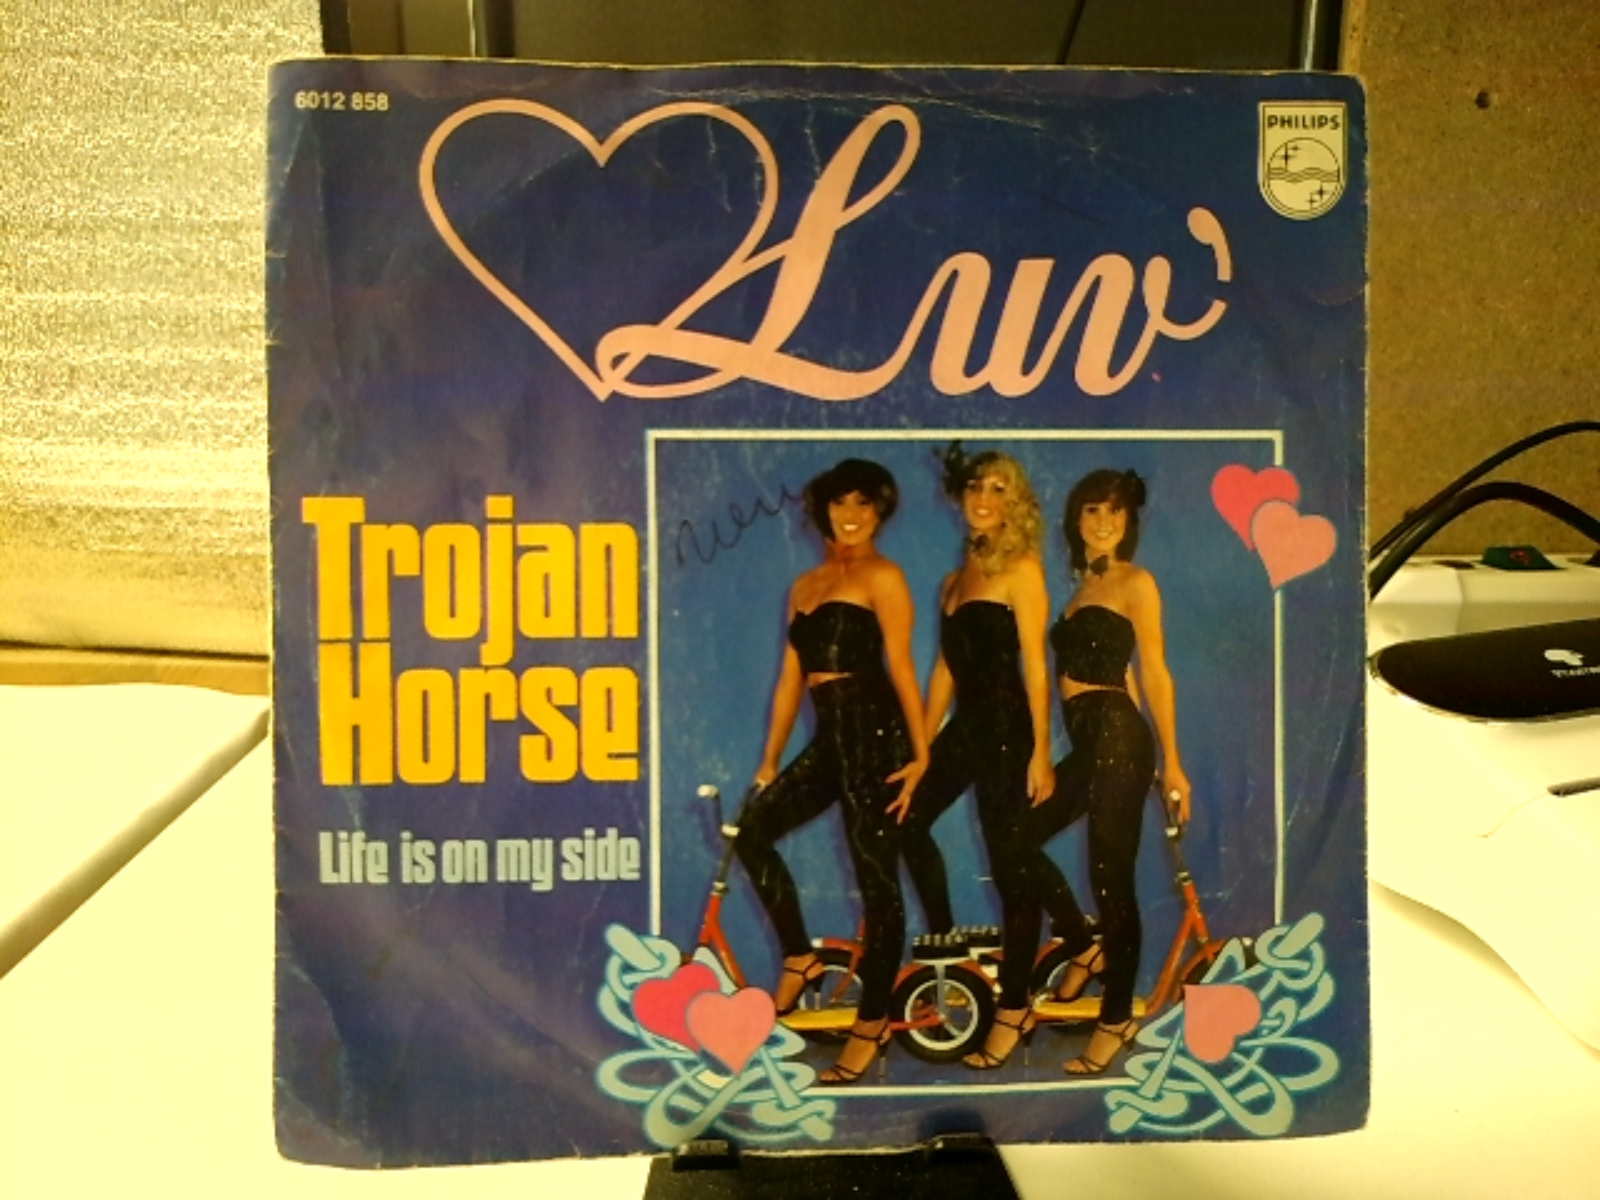 6012 858
PHILIPS
Luv'
Trojan
Horse
Life is on my side